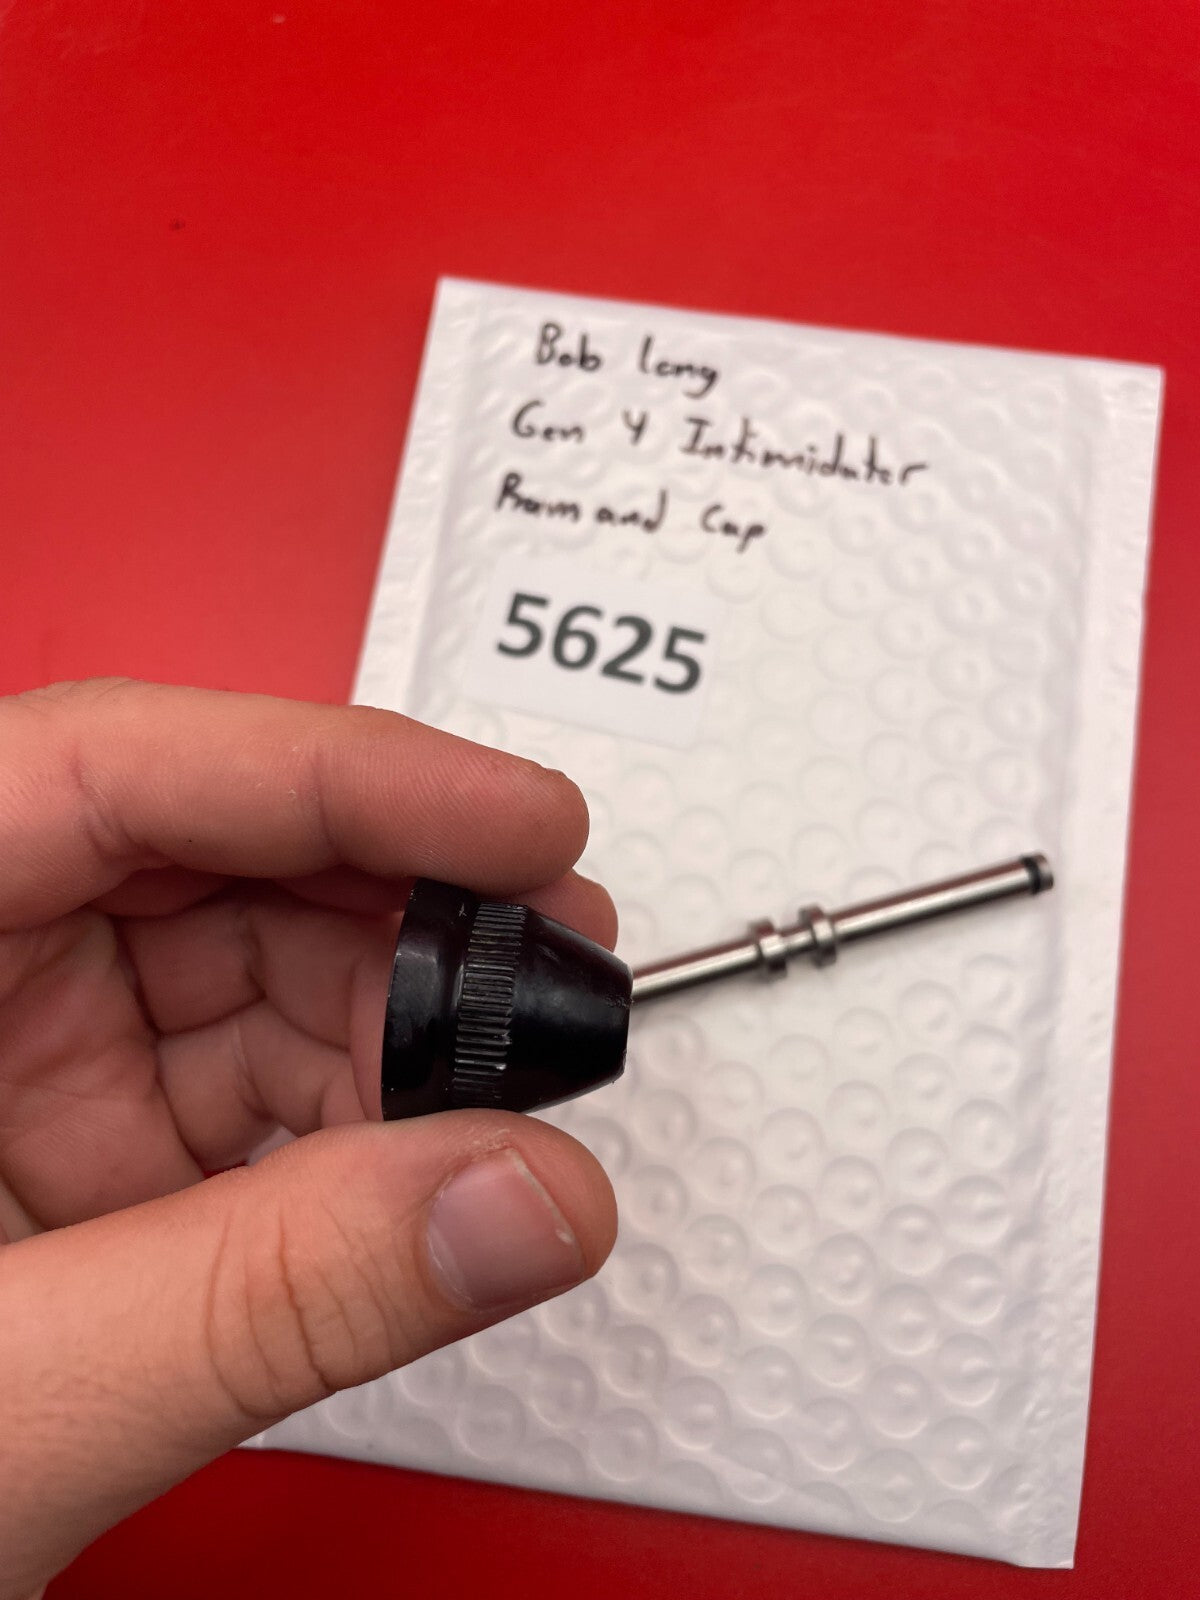 Bob long
Gen 4 Intimidator
Ram and Cap
5625